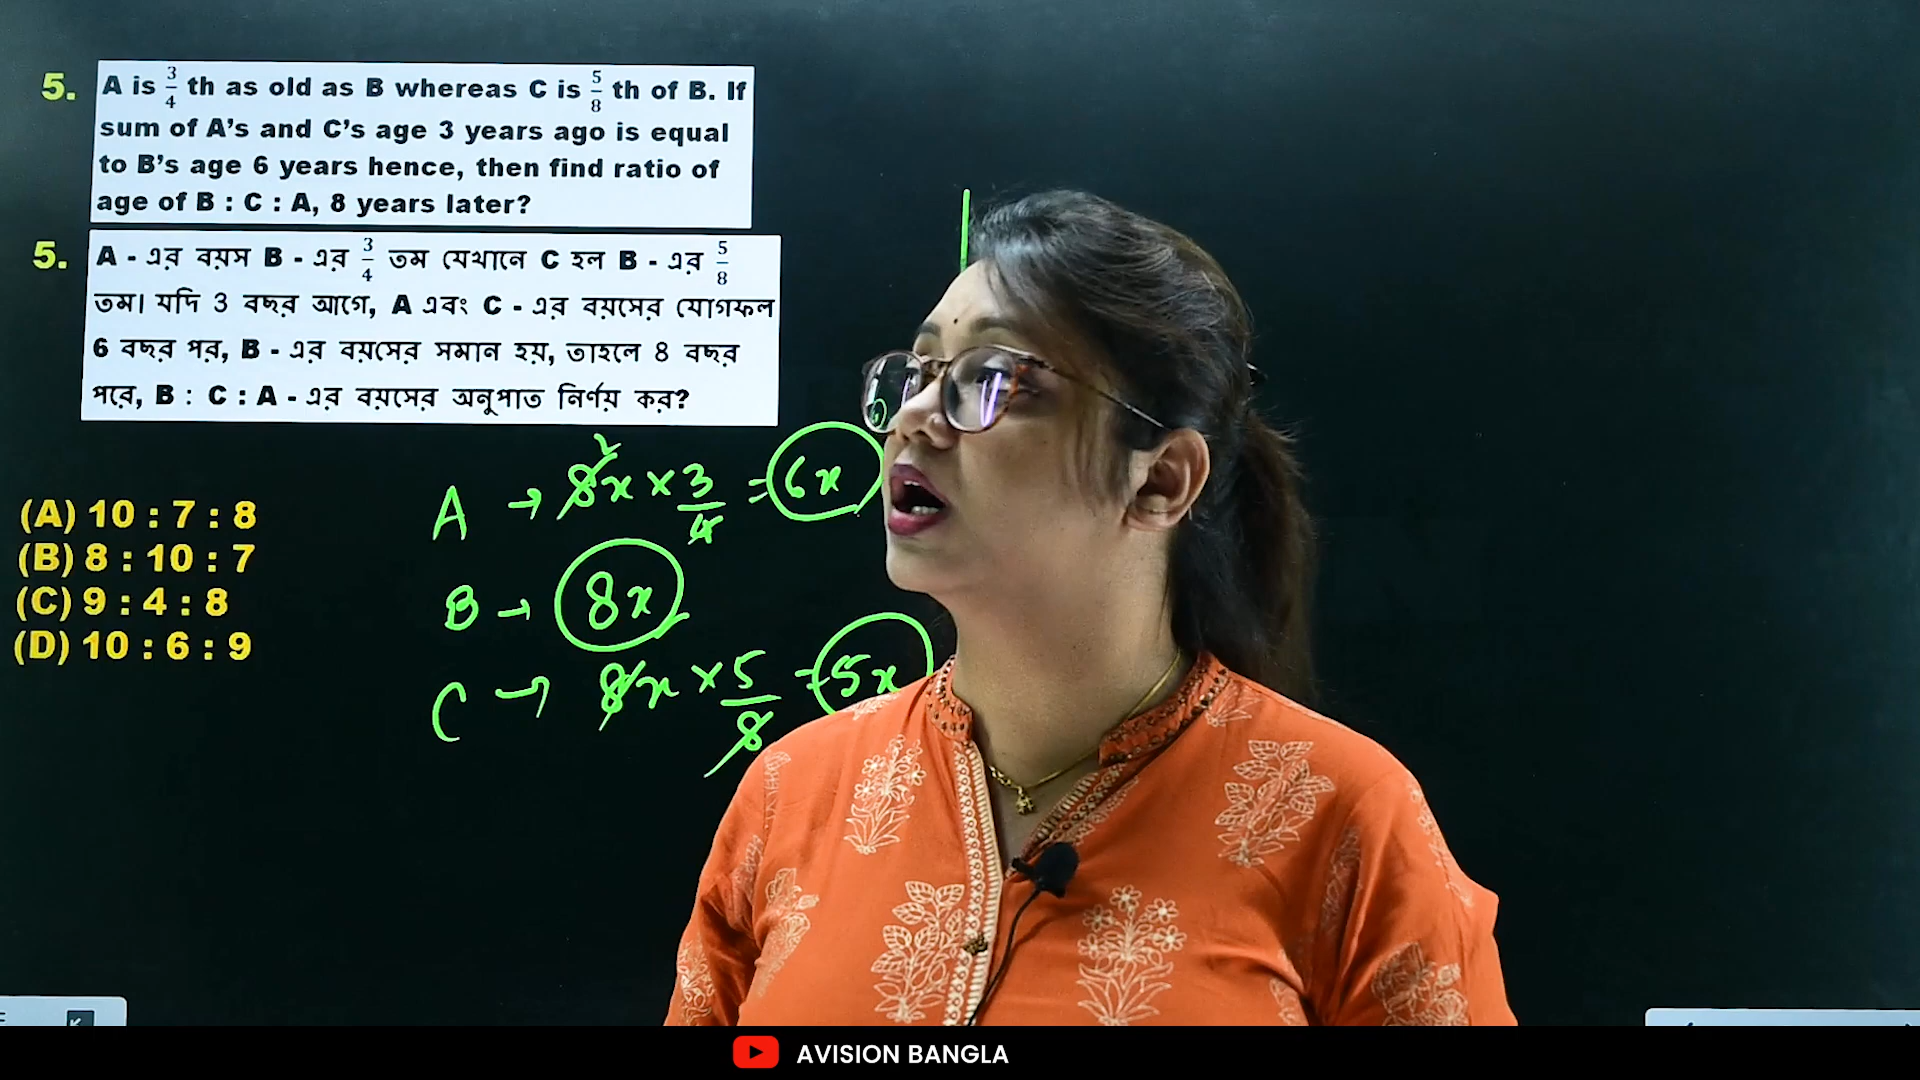 5. A is 3/4 th as old as B whereas C is 5/8 th of B. If
sum of A's and C's age 3 years ago is equal
to B's age 6 years hence, then find ratio of
age of B : C : A, 8 years later?
5. A - এর বয়স B - এর 3/4 তম যেখানে C হল B - এর 5/8
তম। যদি 3 বছর আগে, A এবং C - এর বয়সের যোগফল
6 বছর পর, B - এর বয়সের সমান হয়, তাহলে 8 বছর
পরে, B : C : A - এর বয়সের অনুপাত নির্ণয় কর?
(A) 10 : 7 : 8
(B) 8 : 10 : 7
(C) 9 : 4 : 8
(D) 10 : 6 : 9
2
A → 8x × 3/4 = 6x
B → 8x
C → 8x × 5/8 = 5x
AVISION BANGLA